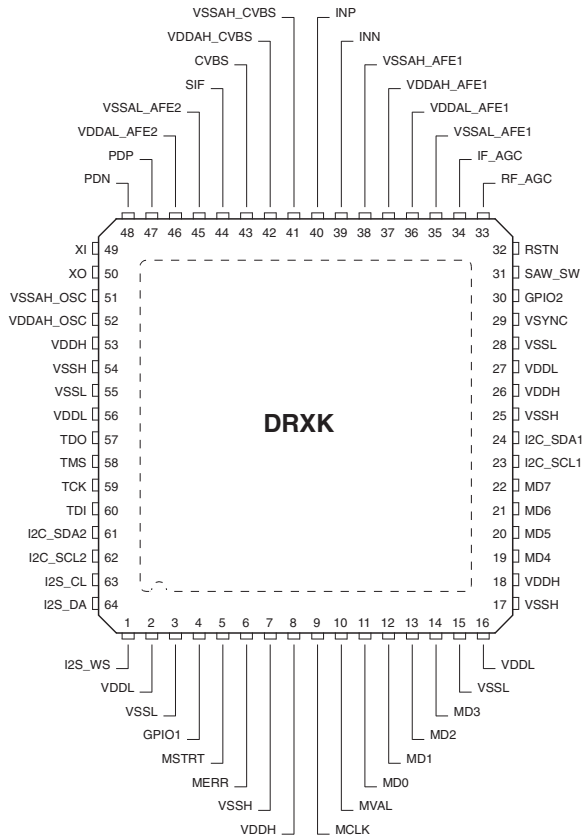 VSSAH_CVBS
INP
VDDAH_CVBS
INN
CVBS
VSSAH_AFE1
SIF
VDDAH_AFE1
VSSAL_AFE2
VDDAL_AFE1
VDDAL_AFE2
VSSAL_AFE1
PDP
IF_AGC
PDN
RF_AGC
48 47 46 45 44 43 42 41 40 39 38 37 36 35 34 33
XI 49
XO 50
VSSAH_OSC 51
VDDAH_OSC 52
VDDH 53
VSSH 54
VSSL 55
VDDL 56
TDO 57
TMS 58
TCK 59
TDI 60
I2C_SDA2 61
I2C_SCL2 62
I2S_CL 63
I2S_DA 64
DRXK
32 RSTN
31 SAW_SW
30 GPIO2
29 VSYNC
28 VSSL
27 VDDL
26 VDDH
25 VSSH
24 I2C_SDA1
23 I2C_SCL1
22 MD7
21 MD6
20 MD5
19 MD4
18 VDDH
17 VSSH
1 2 3 4 5 6 7 8 9 10 11 12 13 14 15 16
I2S_WS
VDDL
VDDL
VSSL
VSSL
MD3
GPIO1
MD2
MSTRT
MD1
MERR
MD0
VSSH
MVAL
VDDH
MCLK